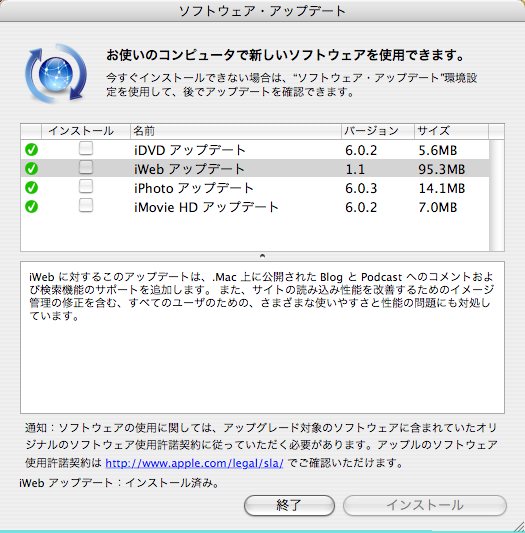 ソフトウェア・アップデート
お使いのコンピュータで新しいソフトウェアを使用できます。
今すぐインストールできない場合は、“ソフトウェア・アップデート”環境設
定を使用して、後でアップデートを確認できます。
インストール 名前 バージョン サイズ
iDVD アップデート 6.0.2 5.6MB
iWeb アップデート 1.1 95.3MB
iPhoto アップデート 6.0.3 14.1MB
iMovie HD アップデート 6.0.2 7.0MB
iWeb に対するこのアップデートは、.Mac 上に公開された Blog と Podcast へのコメントおよ
び検索機能のサポートを追加します。 また、サイトの読み込み性能を改善するためのイメージ
管理の修正を含む、すべてのユーザのための、さまざまな使いやすさと性能の問題にも対処し
ています。
通知：ソフトウェアの使用に関しては、アップグレード対象のソフトウェアに含まれていたオリ
ジナルのソフトウェア使用許諾契約に従っていただく必要があります。アップルのソフトウェア
使用許諾契約は http://www.apple.com/legal/sla/ でご確認いただけます。
iWeb アップデート：インストール済み。
終了 インストール